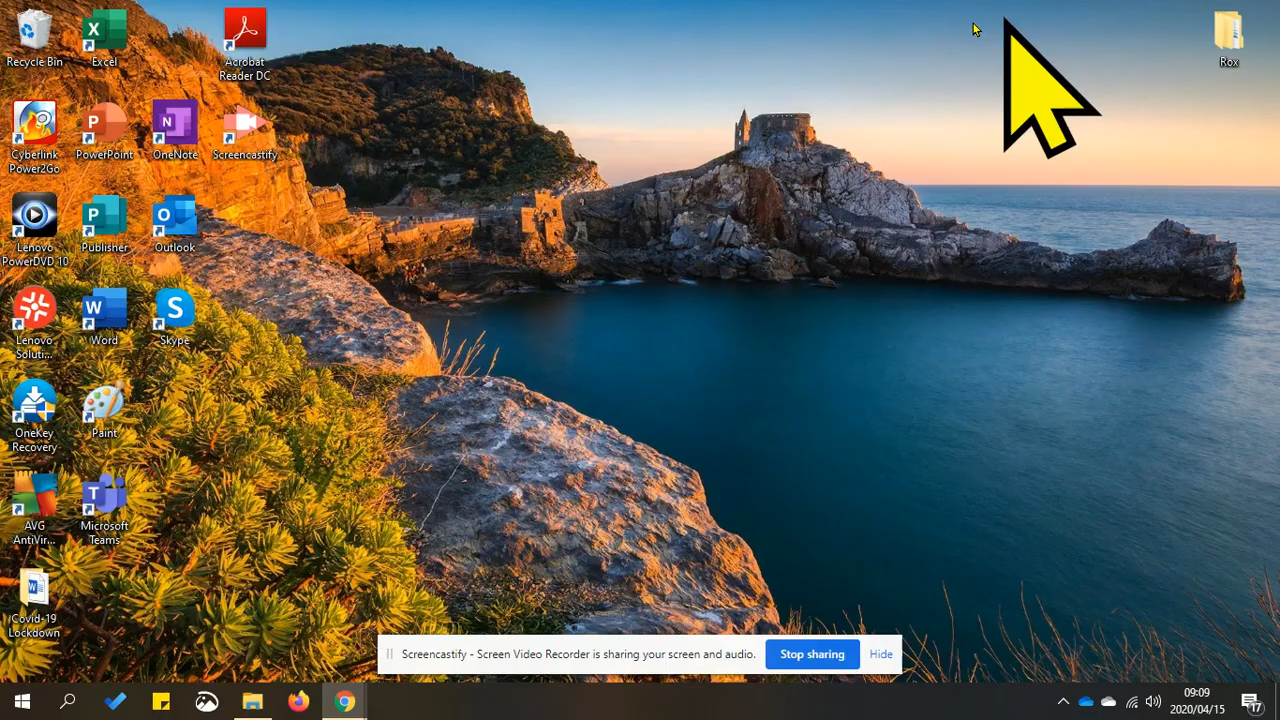 Recycle Bin
Excel
Acrobat
Reader DC
Rox
Cyberlink
Power2Go
PowerPoint
OneNote
Screencastify
Lenovo
PowerDVD 10
Publisher
Outlook
Lenovo
Soluti...
Word
Skype
OneKey
Recovery
Paint
AVG
AntiVir...
Microsoft
Teams
Covid-19
Lockdown
Screencastify - Screen Video Recorder is sharing your screen and audio.
Stop sharing
Hide
09:09
2020/04/15
17